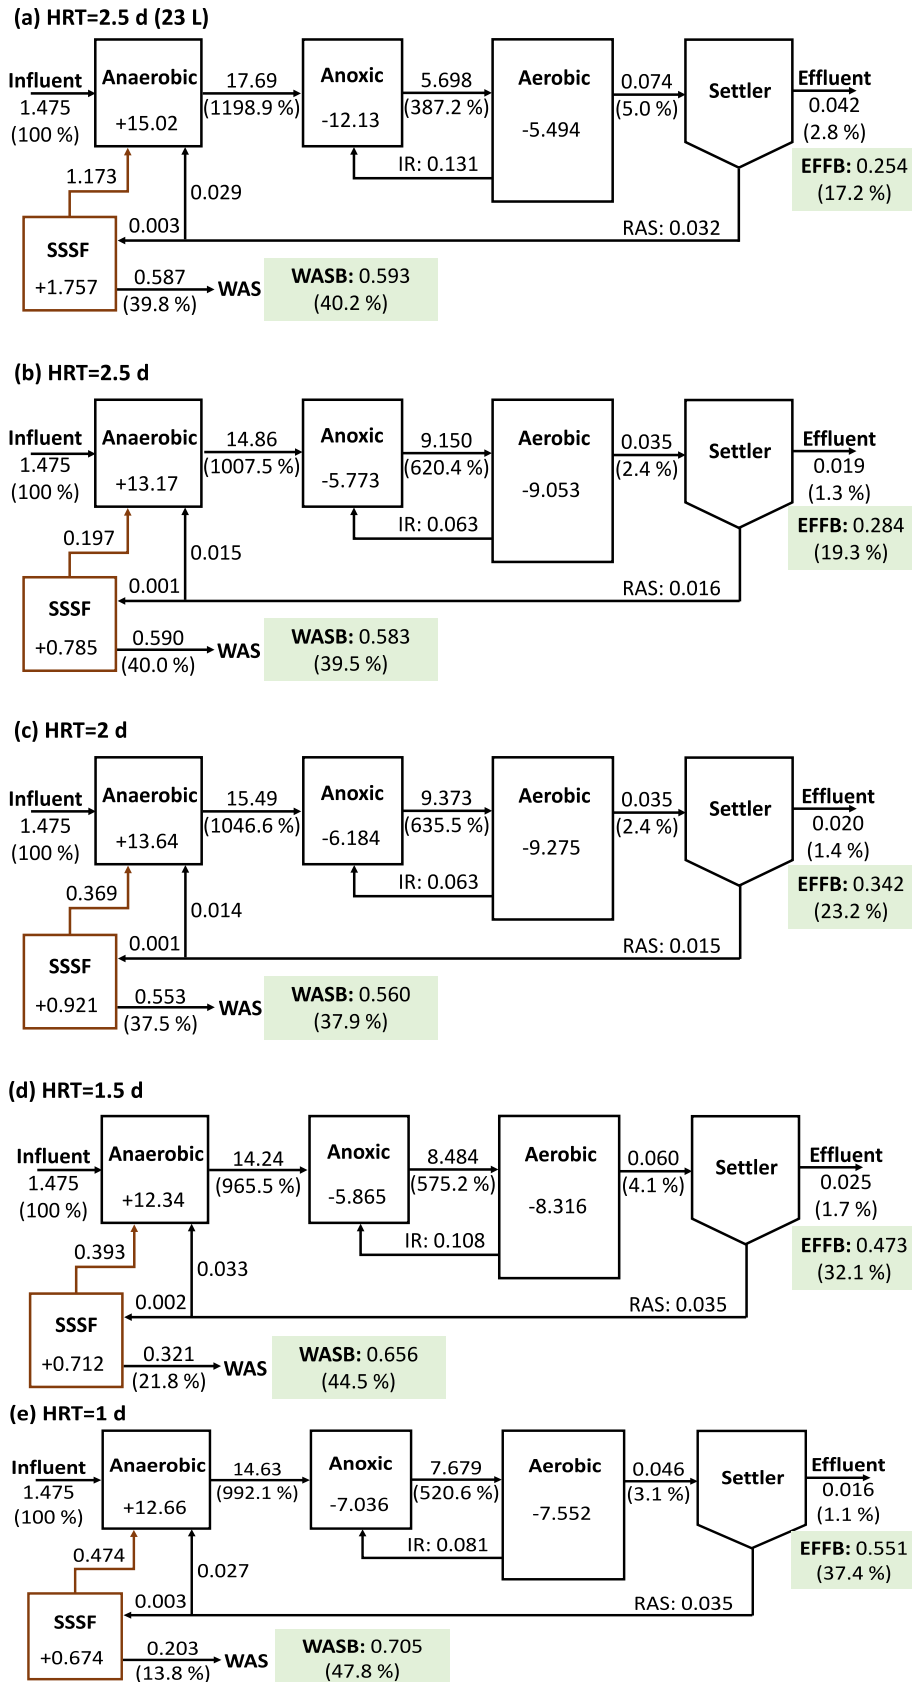 (a) HRT=2.5 d (23 L)
Influent
1.475
(100 %)
Anaerobic
+15.02
17.69
(1198.9 %)
Anoxic
-12.13
5.698
(387.2 %)
Aerobic
-5.494
0.074
(5.0 %)
Settler
Effluent
0.042
(2.8 %)
EFFB: 0.254
(17.2 %)
IR: 0.131
1.173
0.029
0.003
RAS: 0.032
SSSF
+1.757
0.587
(39.8 %)
WAS
WASB: 0.593
(40.2 %)
(b) HRT=2.5 d
Influent
1.475
(100 %)
Anaerobic
+13.17
14.86
(1007.5 %)
Anoxic
-5.773
9.150
(620.4 %)
Aerobic
-9.053
0.035
(2.4 %)
Settler
Effluent
0.019
(1.3 %)
EFFB: 0.284
(19.3 %)
IR: 0.063
0.197
0.015
0.001
RAS: 0.016
SSSF
+0.785
0.590
(40.0 %)
WAS
WASB: 0.583
(39.5 %)
(c) HRT=2 d
Influent
1.475
(100 %)
Anaerobic
+13.64
15.49
(1046.6 %)
Anoxic
-6.184
9.373
(635.5 %)
Aerobic
-9.275
0.035
(2.4 %)
Settler
Effluent
0.020
(1.4 %)
EFFB: 0.342
(23.2 %)
IR: 0.063
0.369
0.014
0.001
RAS: 0.015
SSSF
+0.921
0.553
(37.5 %)
WAS
WASB: 0.560
(37.9 %)
(d) HRT=1.5 d
Influent
1.475
(100 %)
Anaerobic
+12.34
14.24
(965.5 %)
Anoxic
-5.865
8.484
(575.2 %)
Aerobic
-8.316
0.060
(4.1 %)
Settler
Effluent
0.025
(1.7 %)
EFFB: 0.473
(32.1 %)
IR: 0.108
0.393
0.033
0.002
RAS: 0.035
SSSF
+0.712
0.321
(21.8 %)
WAS
WASB: 0.656
(44.5 %)
(e) HRT=1 d
Influent
1.475
(100 %)
Anaerobic
+12.66
14.63
(992.1 %)
Anoxic
-7.036
7.679
(520.6 %)
Aerobic
-7.552
0.046
(3.1 %)
Settler
Effluent
0.016
(1.1 %)
EFFB: 0.551
(37.4 %)
IR: 0.081
0.474
0.027
0.003
RAS: 0.035
SSSF
+0.674
0.203
(13.8 %)
WAS
WASB: 0.705
(47.8 %)